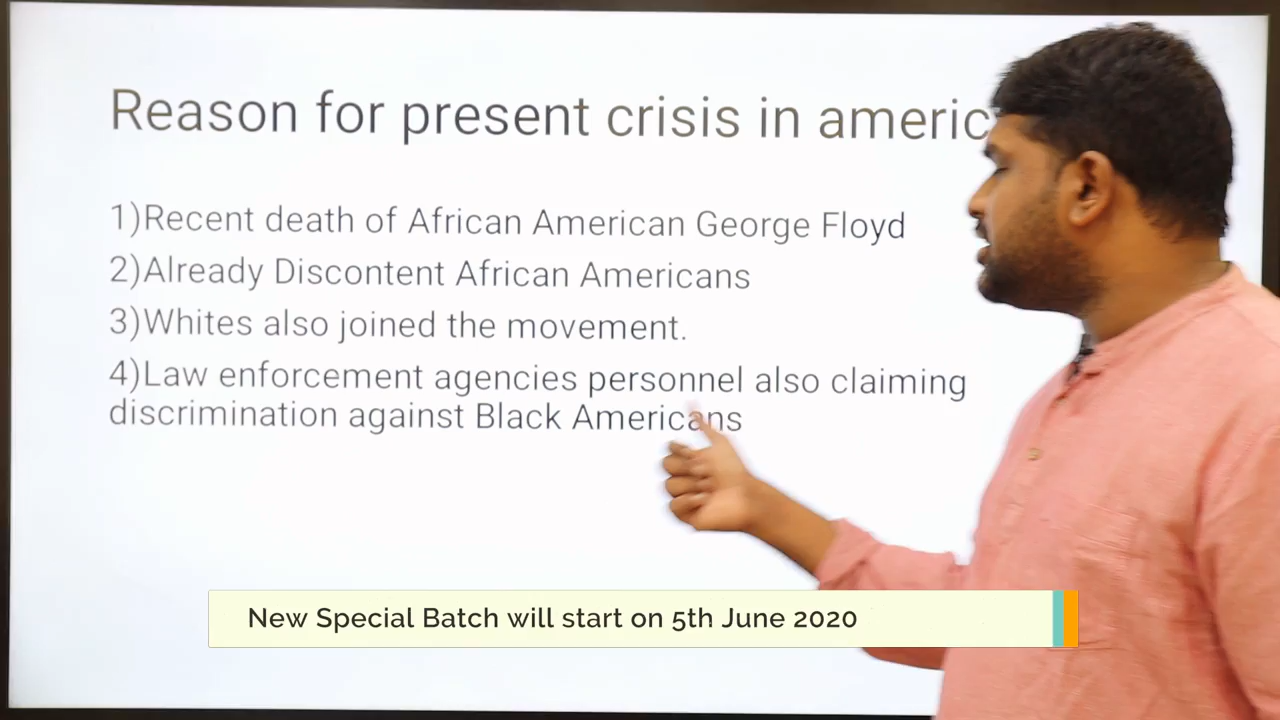 Reason for present crisis in americ
1)Recent death of African American George Floyd
2)Already Discontent African Americans
3)Whites also joined the movement.
4)Law enforcement agencies personnel also claiming
discrimination against Black Americans
New Special Batch will start on 5th June 2020